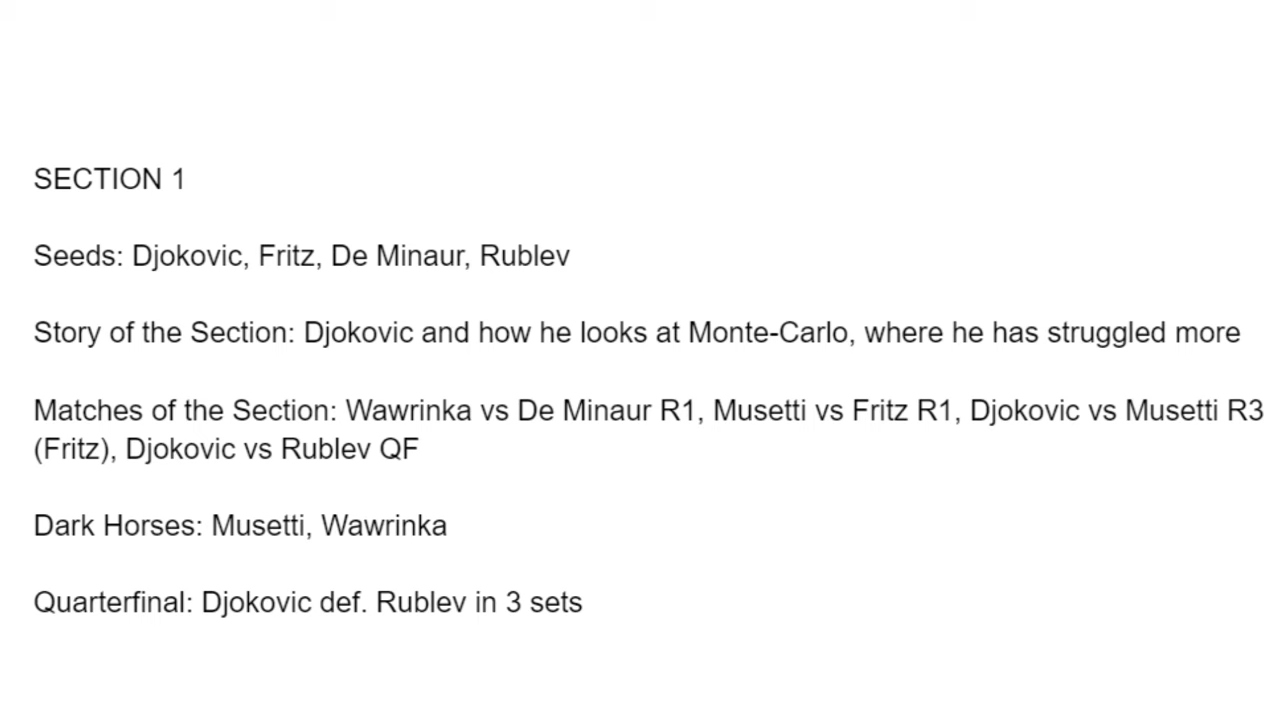 SECTION 1
Seeds: Djokovic, Fritz, De Minaur, Rublev
Story of the Section: Djokovic and how he looks at Monte-Carlo, where he has struggled more
Matches of the Section: Wawrinka vs De Minaur R1, Musetti vs Fritz R1, Djokovic vs Musetti R3
(Fritz), Djokovic vs Rublev QF
Dark Horses: Musetti, Wawrinka
Quarterfinal: Djokovic def. Rublev in 3 sets